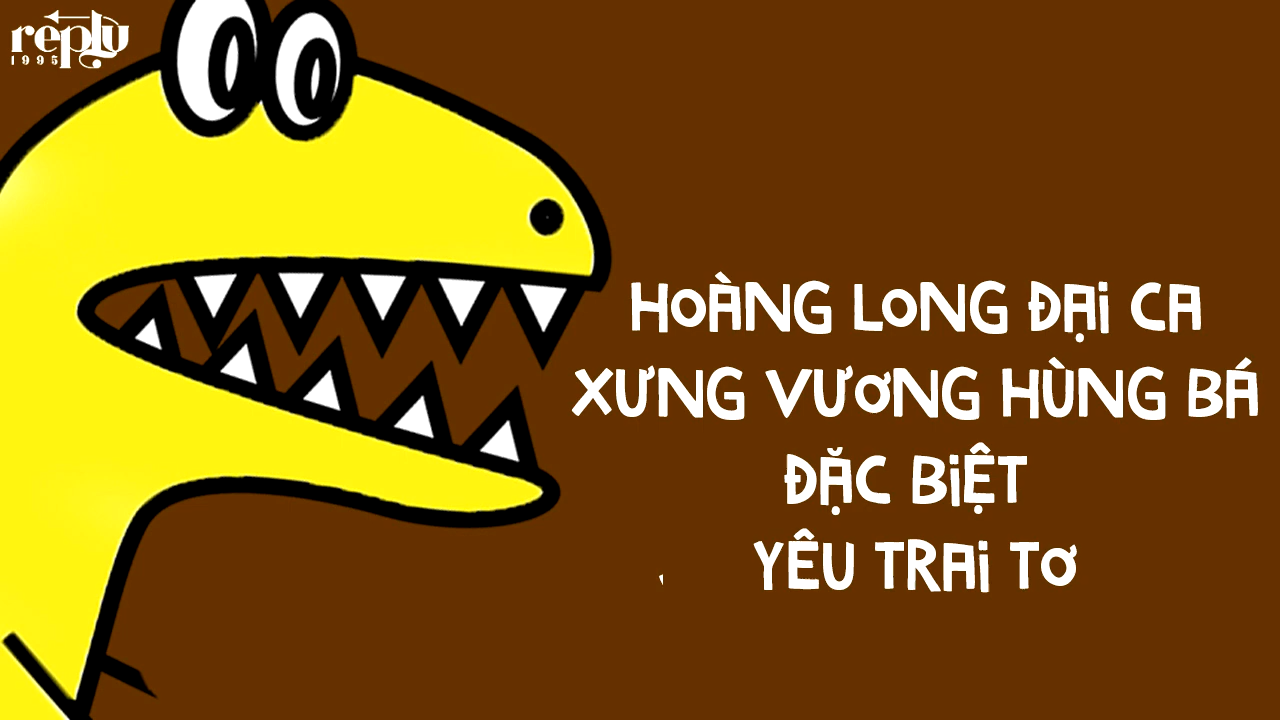 reply
1995
HOÀNG LONG ĐẠi CA
XƯNG VƯƠNG HÙNG BÁ
ĐẶC BiỆT
YÊU TRAi TƠ